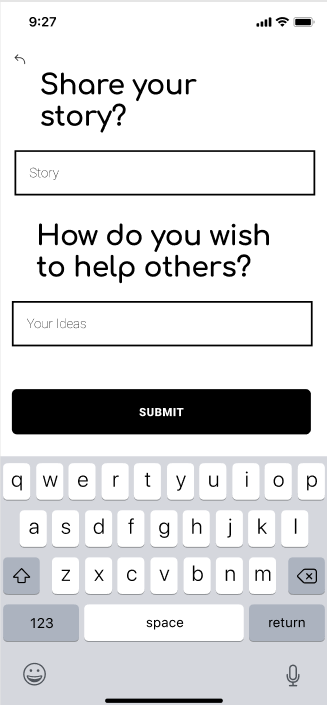 9:27
Share your
story?
Story
How do you wish
to help others?
Your Ideas
SUBMIT
q w e r t y u i o p
a s d f g h j k l
z x c v b n m
123 space return